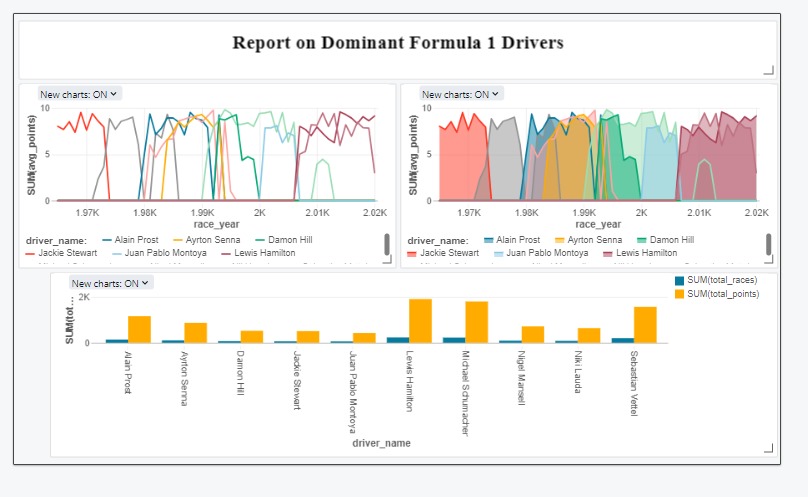 Report on Dominant Formula 1 Drivers
New charts: ON
SUM(avg_points)
10
5
0
1.97K 1.98K 1.99K 2K 2.01K 2.02K
race_year
driver_name: Alain Prost Ayrton Senna Damon Hill
Jackie Stewart Juan Pablo Montoya Lewis Hamilton
New charts: ON
SUM(avg_points)
10
5
0
1.97K 1.98K 1.99K 2K 2.01K 2.02K
race_year
driver_name: Alain Prost Ayrton Senna Damon Hill
Jackie Stewart Juan Pablo Montoya Lewis Hamilton
New charts: ON
SUM(total_races)
SUM(total_points)
SUM(tot...
2K
0
Alain Prost
Ayrton Senna
Damon Hill
Jackie Stewart
Juan Pablo Montoya
Lewis Hamilton
Michael Schumacher
Nigel Mansell
Niki Lauda
Sebastian Vettel
driver_name